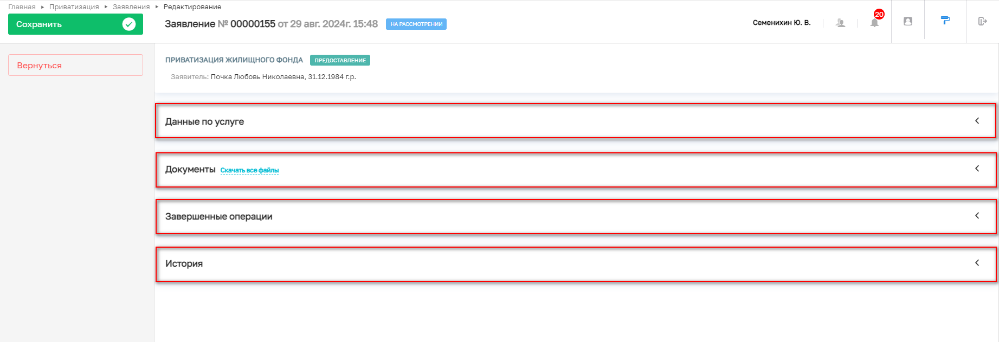 Главная ▸ Приватизация ▸ Заявления ▸ Редактирование
Сохранить
Заявление № 00000155 от 29 авг. 2024г. 15:48 НА РАССМОТРЕНИИ
Семенихин Ю. В.
20
Вернуться
ПРИВАТИЗАЦИЯ ЖИЛИЩНОГО ФОНДА ПРЕДОСТАВЛЕНИЕ
Заявитель: Почка Любовь Николаевна, 31.12.1984 г.р.
Данные по услуге
Документы Скачать все файлы
Завершенные операции
История